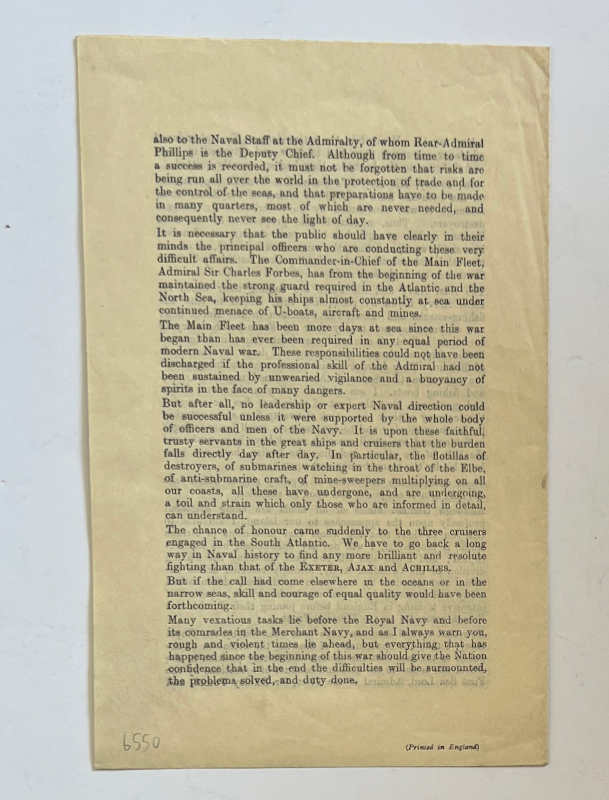 also to the Naval Staff at the Admiralty, of whom Rear-Admiral
Phillips is the Deputy Chief. Although from time to time
a success is recorded, it must not be forgotten that risks are
being run all over the world in the protection of trade and for
the control of the seas, and that preparations have to be made
in many quarters, most of which are never needed, and
consequently never see the light of day.
It is necessary that the public should have clearly in their
minds the principal officers who are conducting these very
difficult affairs. The Commander-in-Chief of the Main Fleet,
Admiral Sir Charles Forbes, has from the beginning of the war
maintained the strong guard required in the Atlantic and the
North Sea, keeping his ships almost constantly at sea under
continued menace of U-boats, aircraft and mines.
The Main Fleet has been more days at sea since this war
began than has ever been required in any equal period of
modern Naval war. These responsibilities could not have been
discharged if the professional skill of the Admiral had not
been sustained by unwearied vigilance and a buoyancy of
spirits in the face of many dangers.
But after all, no leadership or expert Naval direction could
be successful unless it were supported by the whole body
of officers and men of the Navy. It is upon these faithful,
trusty servants in the great ships and cruisers that the burden
falls directly day after day. In particular, the flotillas of
destroyers, of submarines watching in the throat of the Elbe,
of anti-submarine craft, of mine-sweepers multiplying on all
our coasts, all these have undergone, and are undergoing,
a toil and strain which only those who are informed in detail,
can understand.
The chance of honour came suddenly to the three cruisers
engaged in the South Atlantic. We have to go back a long
way in Naval history to find any more brilliant and resolute
fighting than that of the EXETER, AJAX and ACHILLES.
But if the call had come elsewhere in the oceans or in the
narrow seas, skill and courage of equal quality would have been
forthcoming.
Many vexatious tasks lie before the Royal Navy and before
its comrades in the Merchant Navy, and as I always warn you,
rough and violent times lie ahead, but everything that has
happened since the beginning of this war should give the Nation
confidence that in the end the difficulties will be surmounted,
the problems solved, and duty done.
6550
(Printed in England)